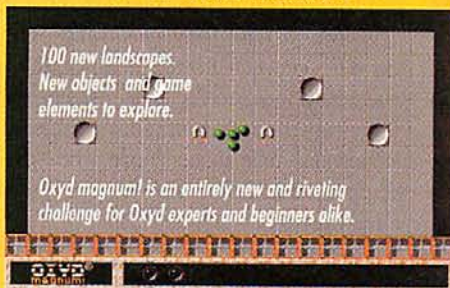 100 new landscapes.
New objects and game
elements to explore.
Oxyd magnum! is an entirely new and riveting
challenge for Oxyd experts and beginners alike.
OXYD®
magnum!